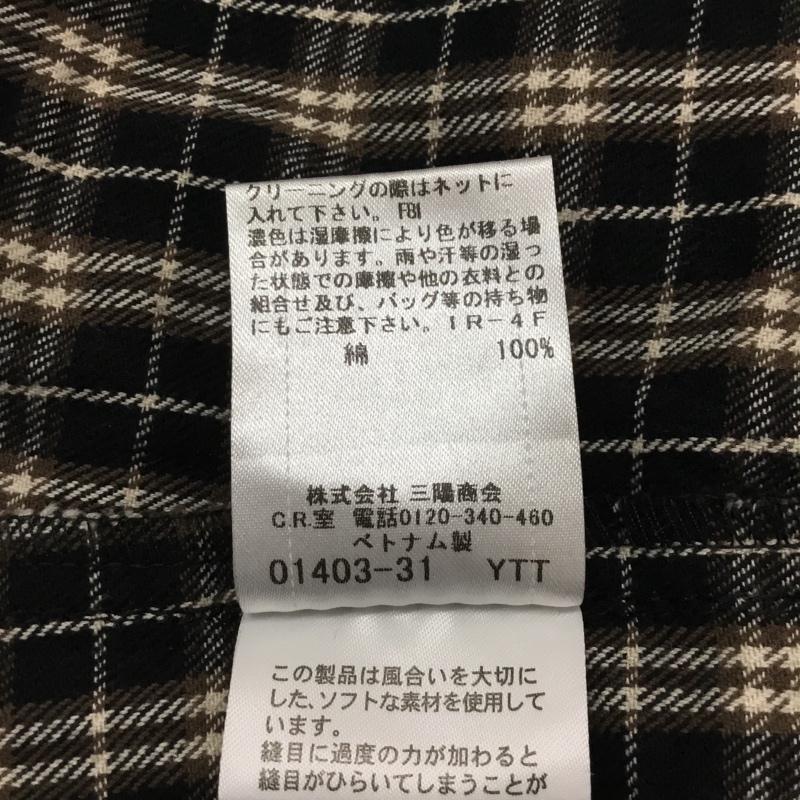 クリーニングの際はネットに
入れて下さい。 FBI
濃色は湿摩擦により色が移る場
合があります。雨や汗等の湿っ
た状態での摩擦や他の衣料との
組合せ及び、バッグ等の持ち物
にもご注意下さい。IR-4F
綿 100%
株式会社 三陽商会
C.R.室 電話0120-340-460
ベトナム製
01403-31 YTT
この製品は風合いを大切に
した、ソフトな素材を使用して
います。
縫目に過度の力が加わると
縫目がひらいてしまうことが